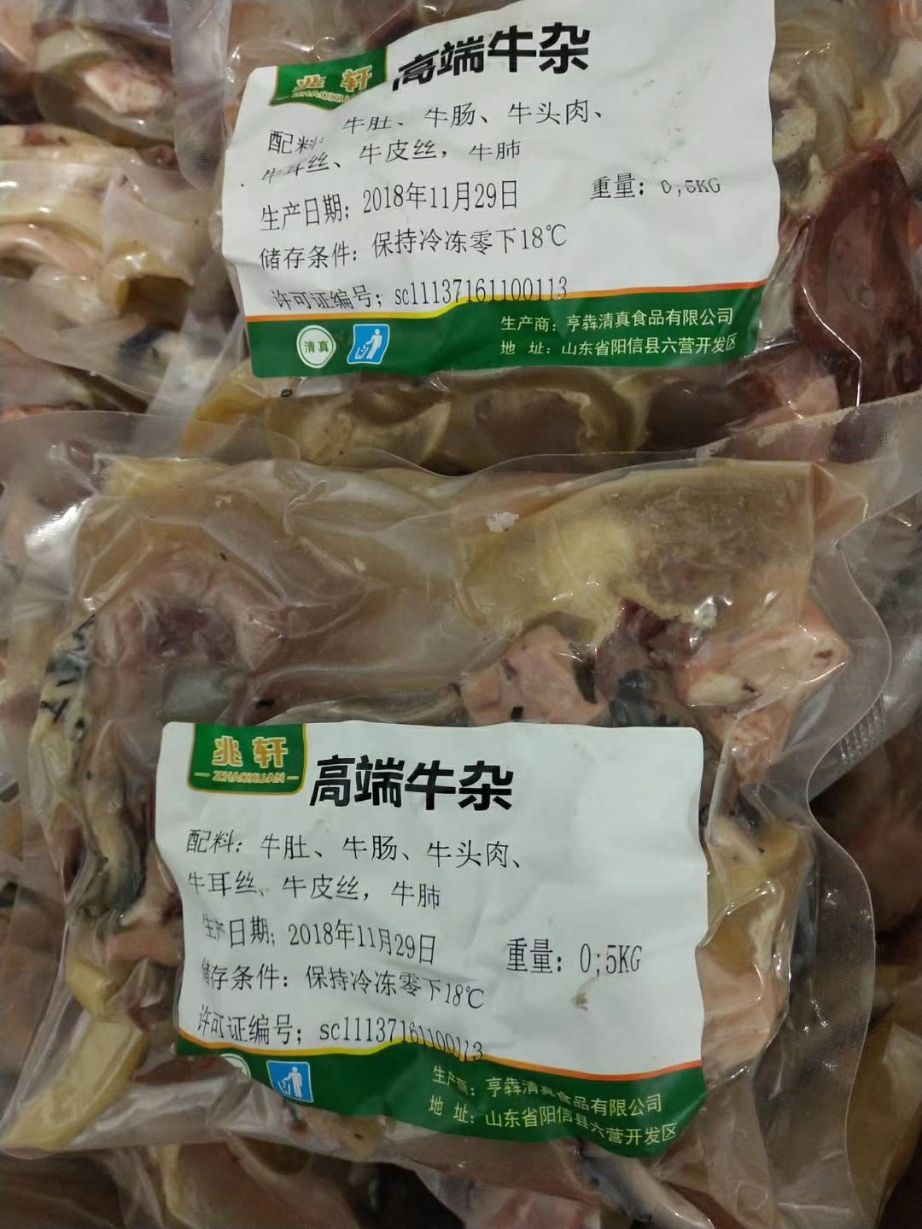 兆 轩
ZHAOXUAN
高端牛杂
配料: 牛肚、牛肠、牛头肉、
牛耳丝、牛皮丝，牛肺
生产日期; 2018年11月29日
重量: 0;5KG
储存条件: 保持冷冻零下18℃
许可证编号; sc11137161100113
清真
生产商: 亨犇清真食品有限公司
地 址: 山东省阳信县六营开发区
兆 轩
ZHAOXUAN
高端牛杂
配料: 牛肚、牛肠、牛头肉、
牛耳丝、牛皮丝，牛肺
生产日期; 2018年11月29日
重量: 0;5KG
储存条件: 保持冷冻零下18℃
许可证编号; sc11137161100113
生产商: 亨犇清真食品有限公司
地 址: 山东省阳信县六营开发区